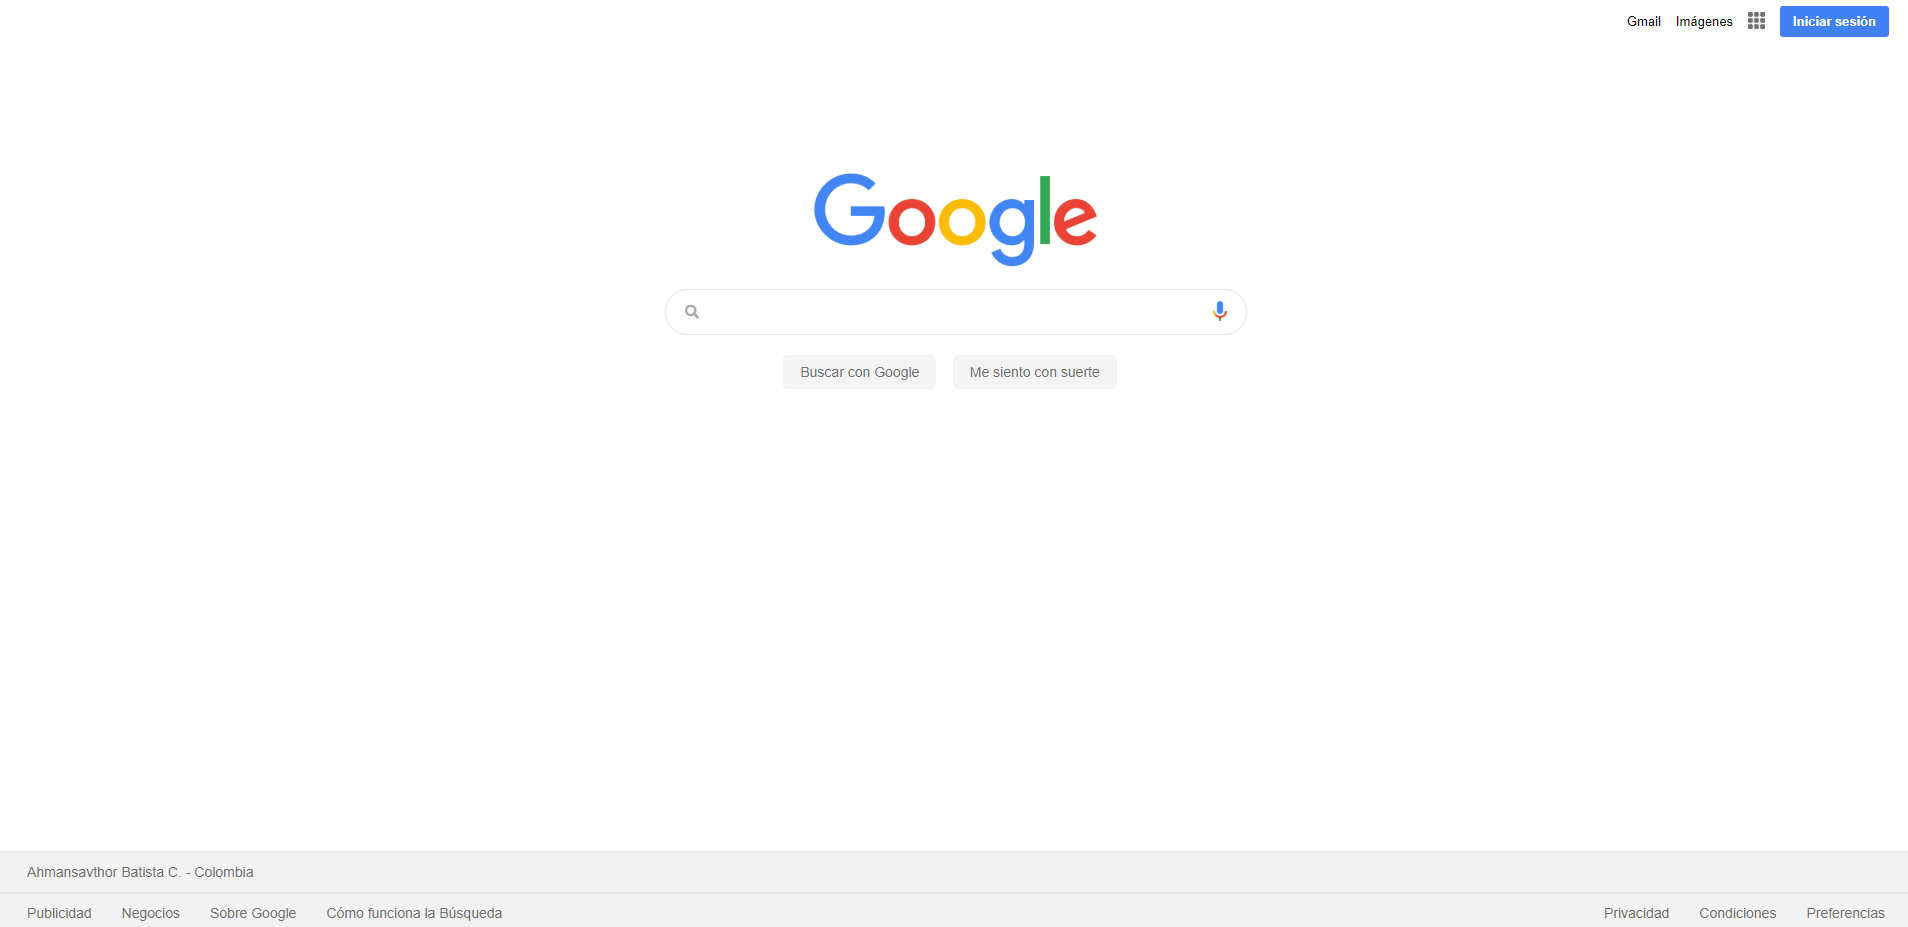 Gmail Imágenes Iniciar sesión
Google
Buscar con Google Me siento con suerte
Ahmansavthor Batista C. - Colombia
Publicidad Negocios Sobre Google Cómo funciona la Búsqueda Privacidad Condiciones Preferencias